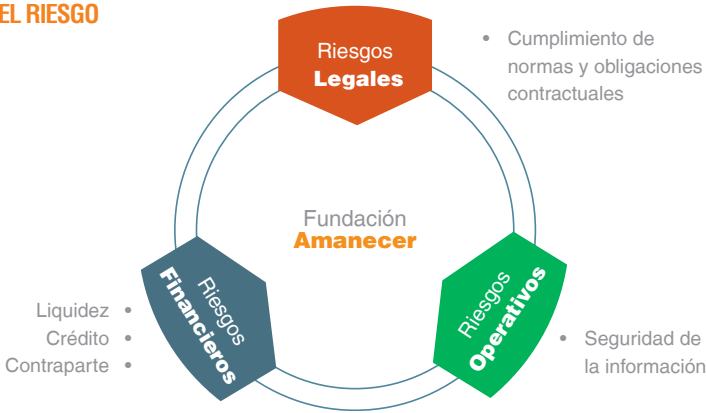 EL RIESGO
Riesgos
Legales
• Cumplimiento de
normas y obligaciones
contractuales
Fundación
Amanecer
Riesgos
Financieros
Liquidez •
Crédito •
Contraparte •
Riesgos
Operativos
• Seguridad de
la información